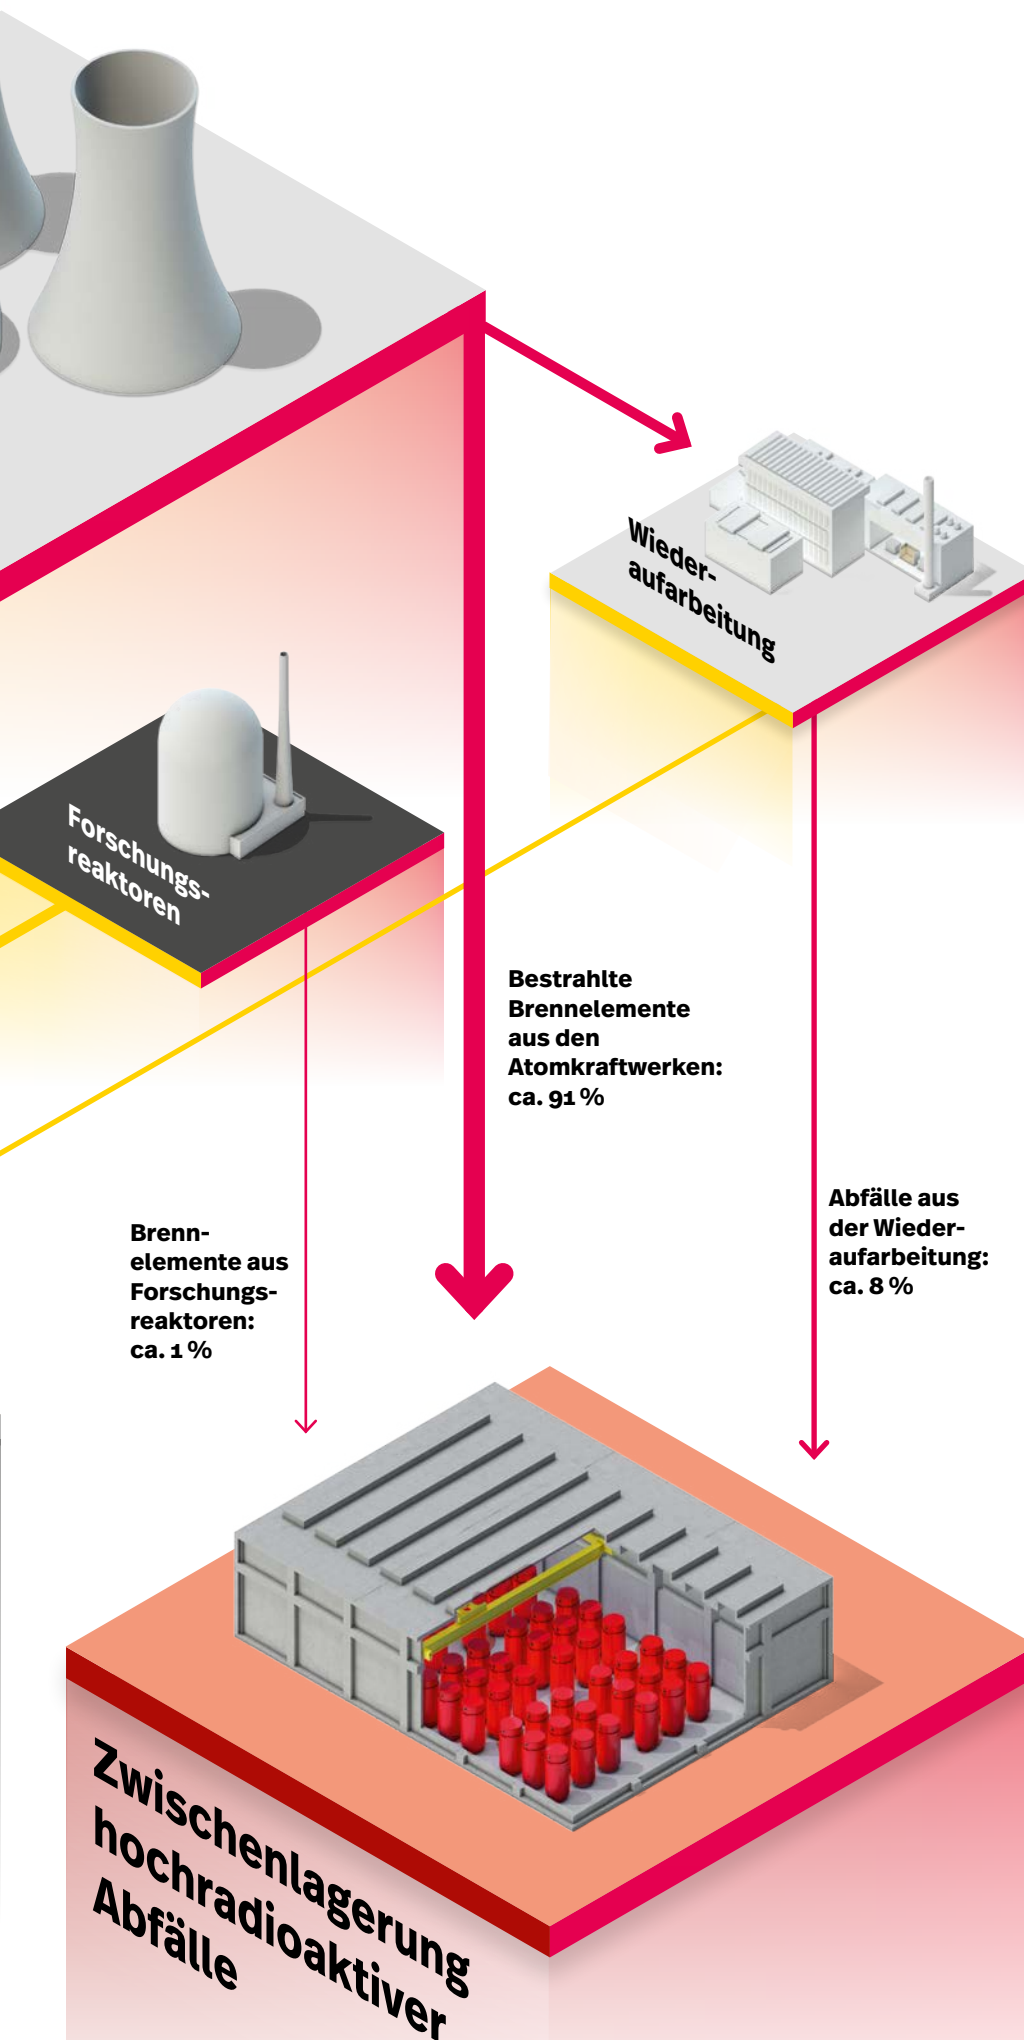 Wieder-
aufarbeitung
Forschungs-
reaktoren
Bestrahlte
Brennelemente
aus den
Atomkraftwerken:
ca. 91 %
Abfälle aus
der Wieder-
aufarbeitung:
ca. 8 %
Brenn-
elemente aus
Forschungs-
reaktoren:
ca. 1 %
Zwischenlagerung
hochradioaktiver
Abfälle